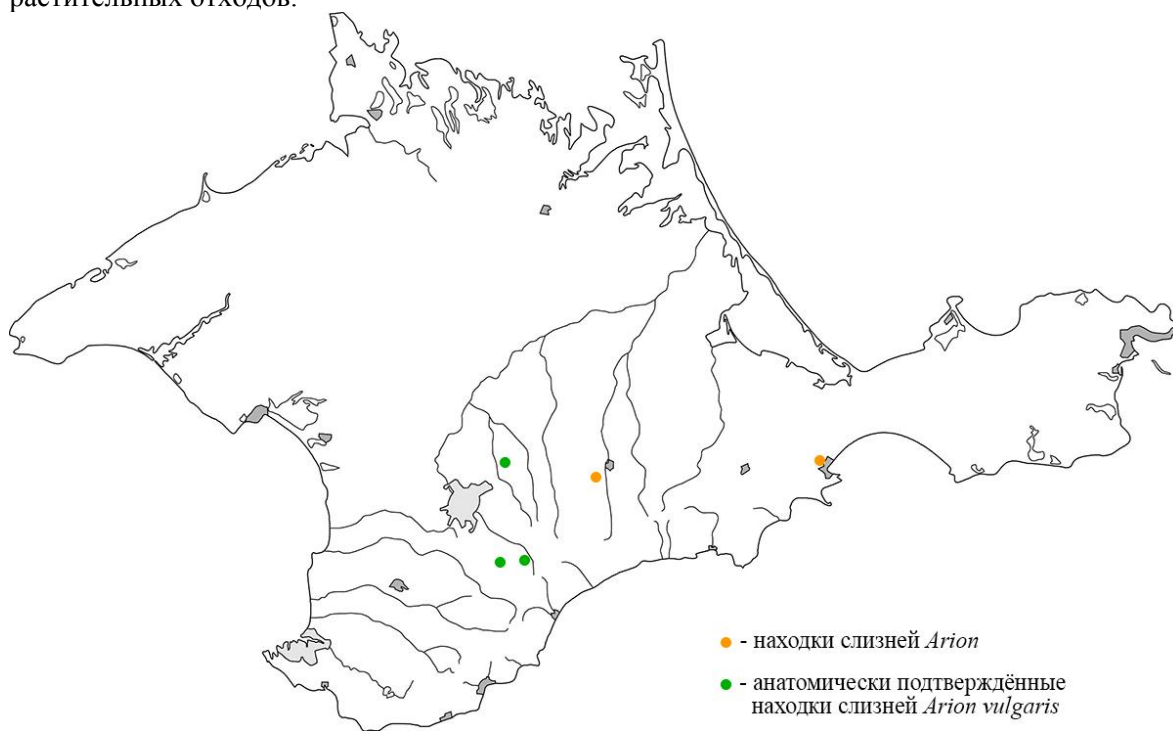 растительных отходов.
- находки слизней Arion
- анатомически подтверждённые
находки слизней Arion vulgaris